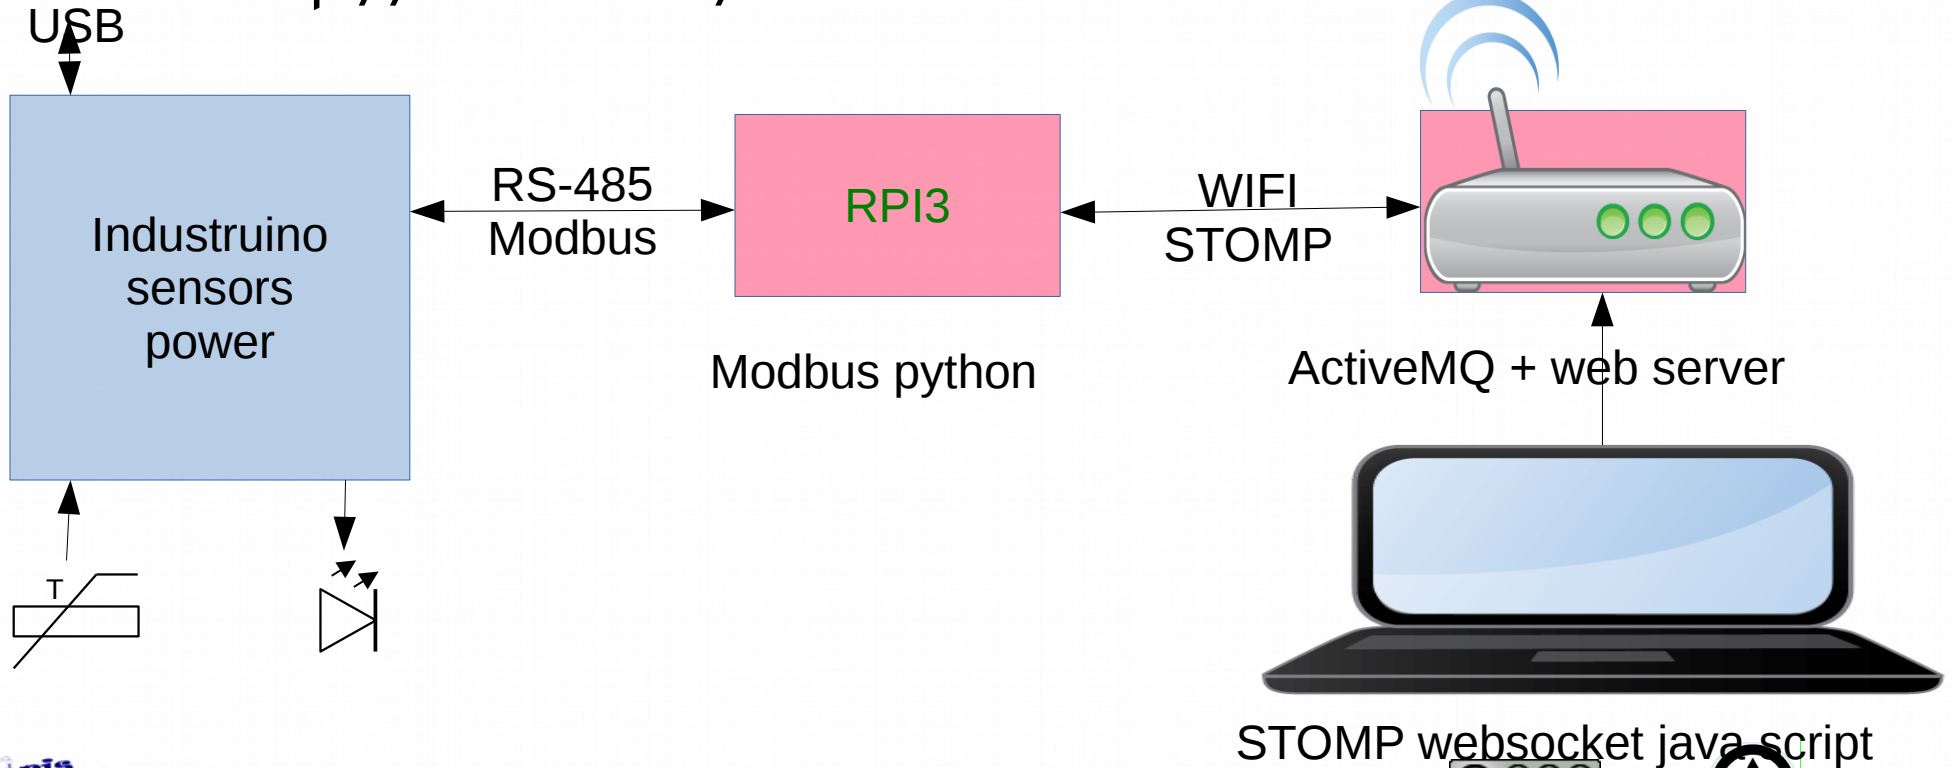 USB
Industruino
sensors
power
RS-485
Modbus
RPI3
WIFI
STOMP
Modbus python
ActiveMQ + web server
T
STOMP websocket java script